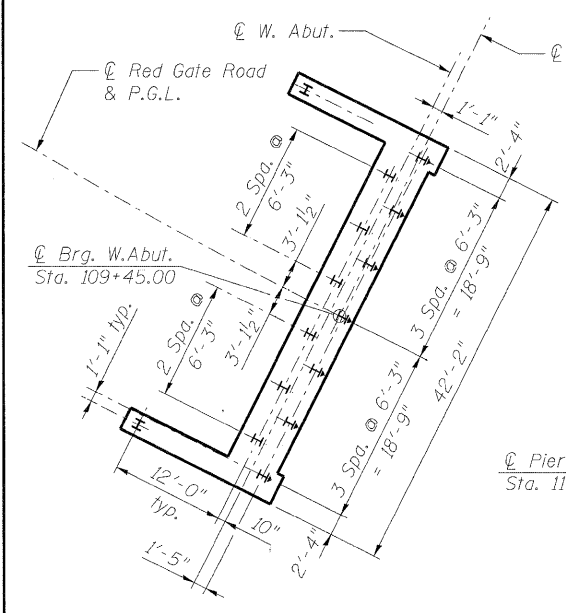 ℄ W. Abut.
℄
℄ Red Gate Road
& P.G.L.
1'-1"
2'-4"
2 Spa. @
6'-3"
3'-1½"
℄ Brg. W.Abut.
Sta. 109+45.00
3 Spa. @ 6'-3"
= 18'-9"
42'-2"
2 Spa. @
6'-3"
3'-1½"
1'-1" typ.
3 Spa. @ 6'-3"
= 18'-9"
℄ Pier
Sta. 11
12'-0"
typ.
10"
2'-4"
1'-5"